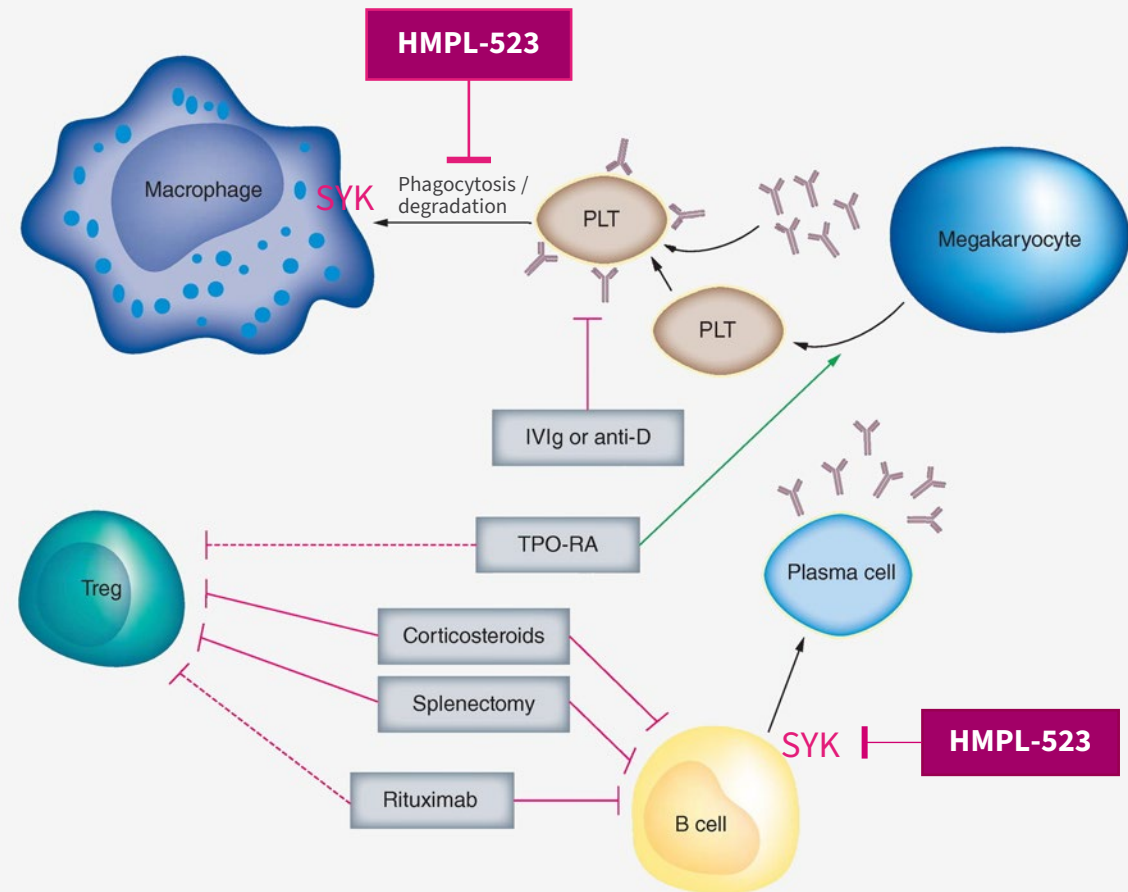 HMPL-523
Macrophage
SYK
Phagocytosis /
degradation
PLT
Megakaryocyte
PLT
IVIg or anti-D
TPO-RA
Plasma cell
Treg
Corticosteroids
Splenectomy
SYK
HMPL-523
Rituximab
B cell